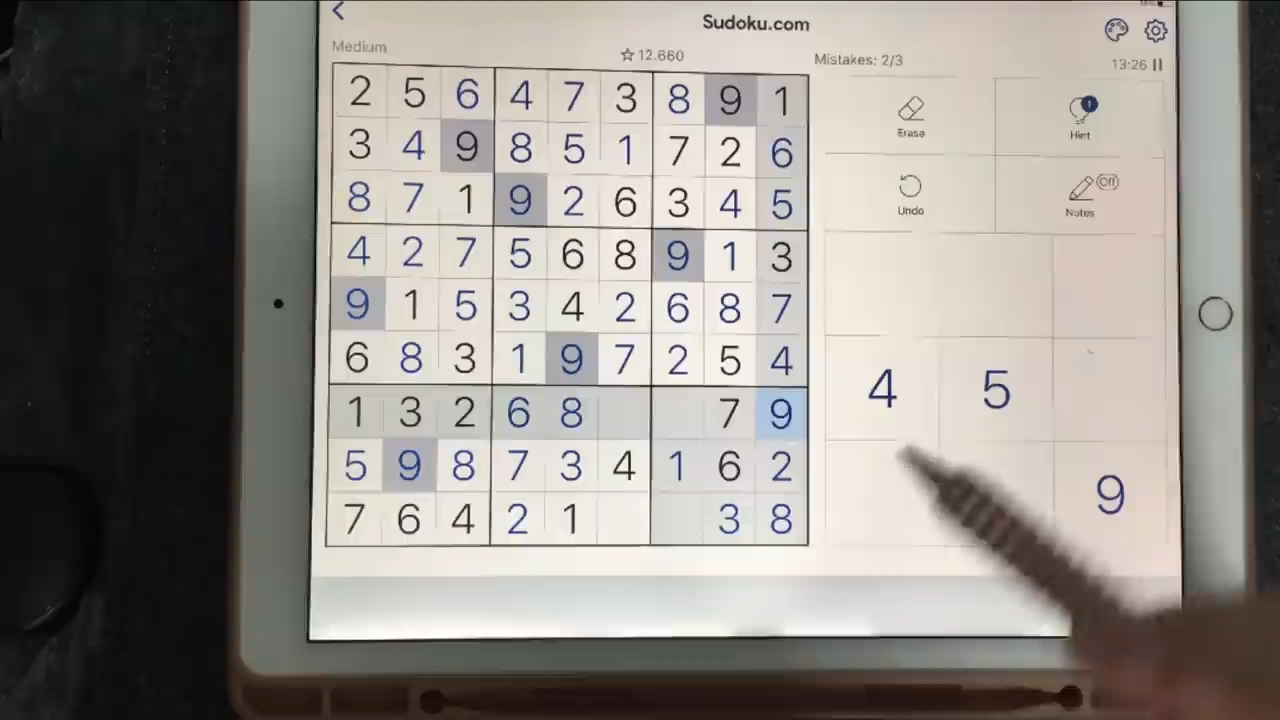 Sudoku.com
Medium
12.660
Mistakes: 2/3
13:26
2 5 6 4 7 3 8 9 1
3 4 9 8 5 1 7 2 6
8 7 1 9 2 6 3 4 5
4 2 7 5 6 8 9 1 3
9 1 5 3 4 2 6 8 7
6 8 3 1 9 7 2 5 4
1 3 2 6 8 7 9
5 9 8 7 3 4 1 6 2
7 6 4 2 1 3 8
Erase
1
Hint
Undo
Off
Notes
4 5
9